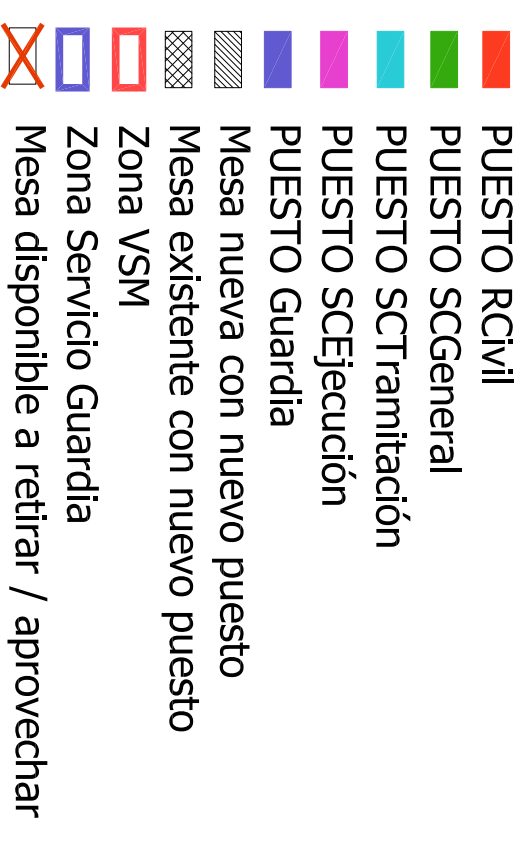 PUESTO RCivil
PUESTO SCGeneral
PUESTO SCTramitación
PUESTO SCEjecución
PUESTO Guardia
Mesa nueva con nuevo puesto
Mesa existente con nuevo puesto
Zona VSM
Zona Servicio Guardia
Mesa disponible a retirar / aprovechar